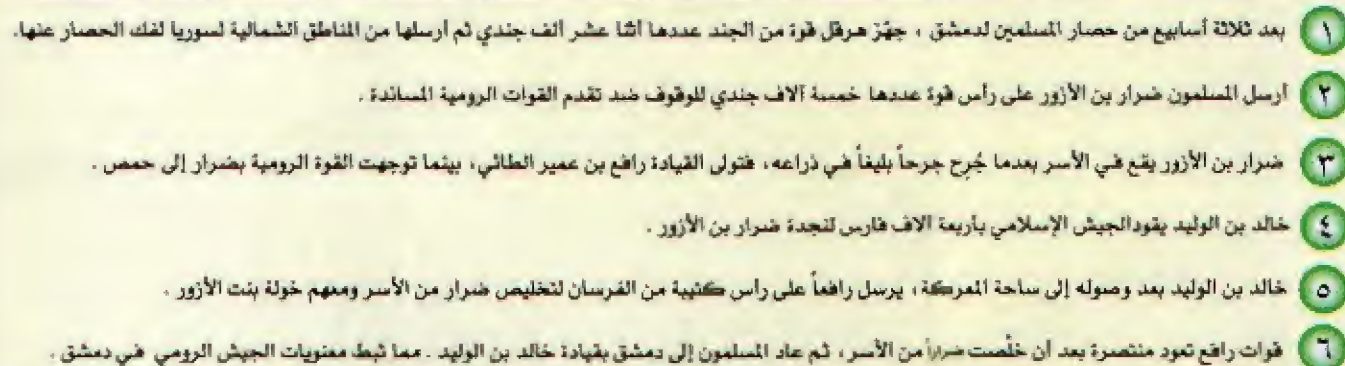 ١ بعد ثلاثة أسابيع من حصار المسلمين لدمشق ، جهّز هرقل قوة من الجند عددها اثنا عشر ألف جندي ثم أرسلها من المناطق الشمالية لسوريا لفك الحصار عنها.
٢ أرسل المسلمون ضرار بن الأزور على رأس قوة عددها خمسة آلاف جندي للوقوف ضد تقدم القوات الرومية المساندة .
٣ ضرار بن الأزور يقع في الأسر بعدما جُرِح جرحاً بليغاً في ذراعه، فتولى القيادة رافع بن عمير الطائي، بينما توجهت القوة الرومية بضرار إلى حمص .
٤ خالد بن الوليد يقودالجيش الإسلامي بأربعة آلاف فارس لنجدة ضرار بن الأزور .
٥ خالد بن الوليد بعد وصوله إلى ساحة المعركة ، يرسل رافعاً على رأس كتيبة من الفرسان لتخليص ضرار من الأسر ومعهم خولة بنت الأزور .
٦ قوات رافع تعود منتصرة بعد أن خلّصت ضراراً من الأسر ، ثم عاد المسلمون إلى دمشق بقيادة خالد بن الوليد . مما ثبط معنويات الجيش الرومي في دمشق .